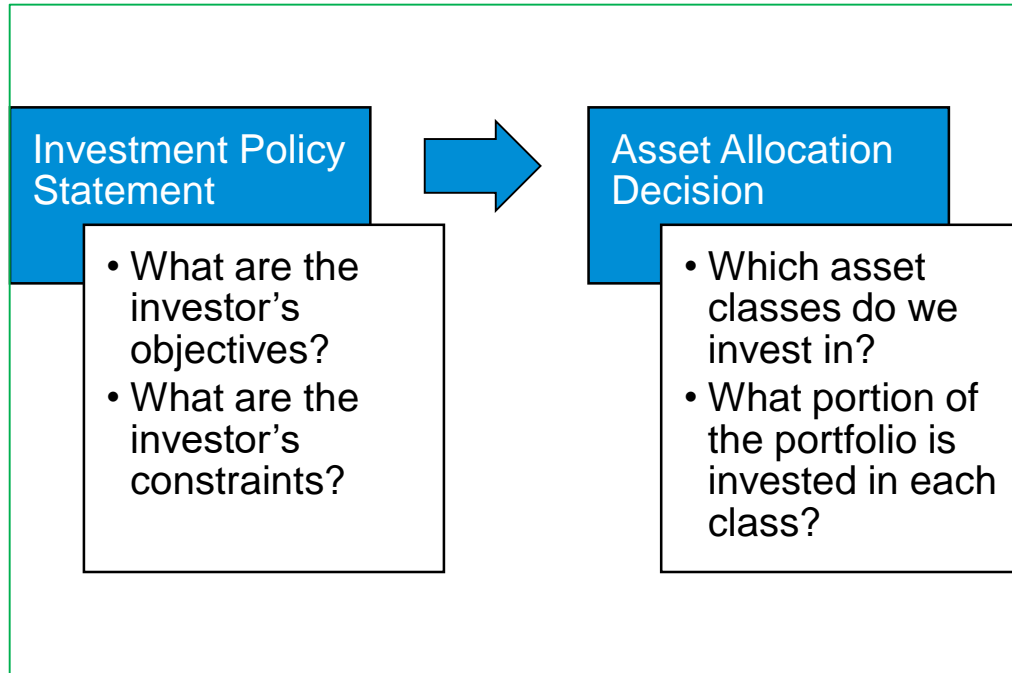 Investment Policy
Statement
• What are the
investor’s
objectives?
• What are the
investor’s
constraints?
Asset Allocation
Decision
• Which asset
classes do we
invest in?
• What portion of
the portfolio is
invested in each
class?